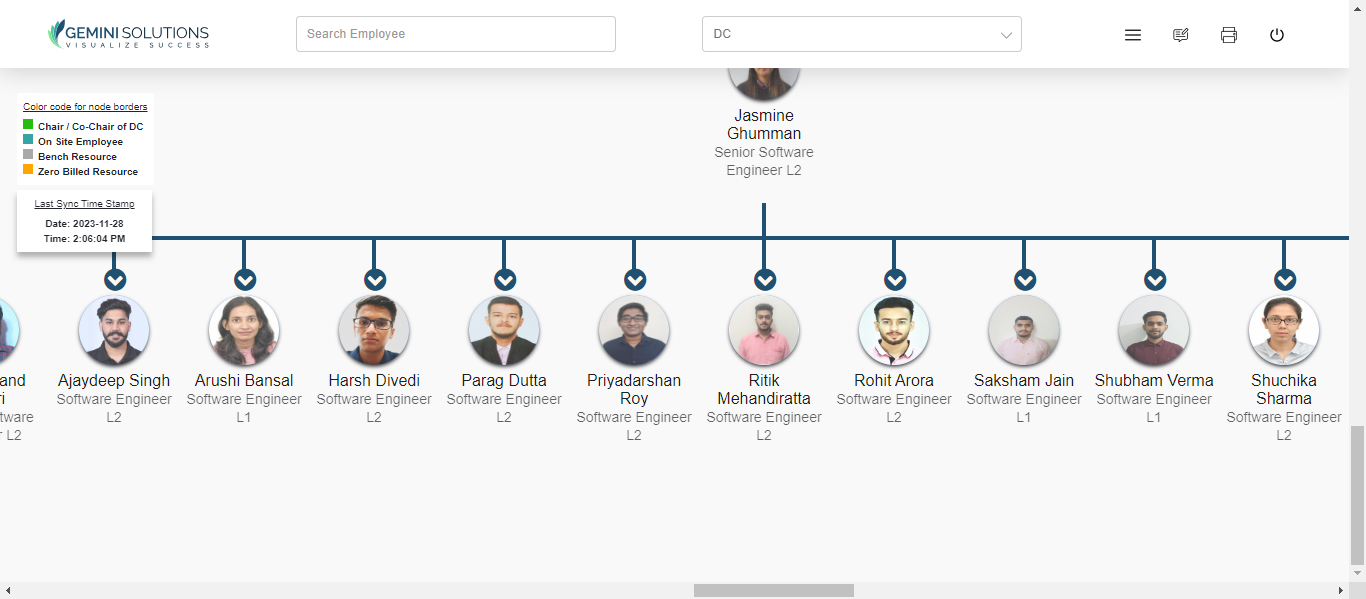 GEMINI SOLUTIONS
VISUALIZE SUCCESS
Search Employee
DC
Color code for node borders
Chair / Co-Chair of DC
On Site Employee
Bench Resource
Zero Billed Resource
Last Sync Time Stamp
Date: 2023-11-28
Time: 2:06:04 PM
Jasmine
Ghumman
Senior Software
Engineer L2
and
ri
tware
r L2
Ajaydeep Singh
Software Engineer
L2
Arushi Bansal
Software Engineer
L1
Harsh Divedi
Software Engineer
L2
Parag Dutta
Software Engineer
L2
Priyadarshan
Roy
Software Engineer
L2
Ritik
Mehandiratta
Software Engineer
L2
Rohit Arora
Software Engineer
L2
Saksham Jain
Software Engineer
L1
Shubham Verma
Software Engineer
L1
Shuchika
Sharma
Software Engineer
L2